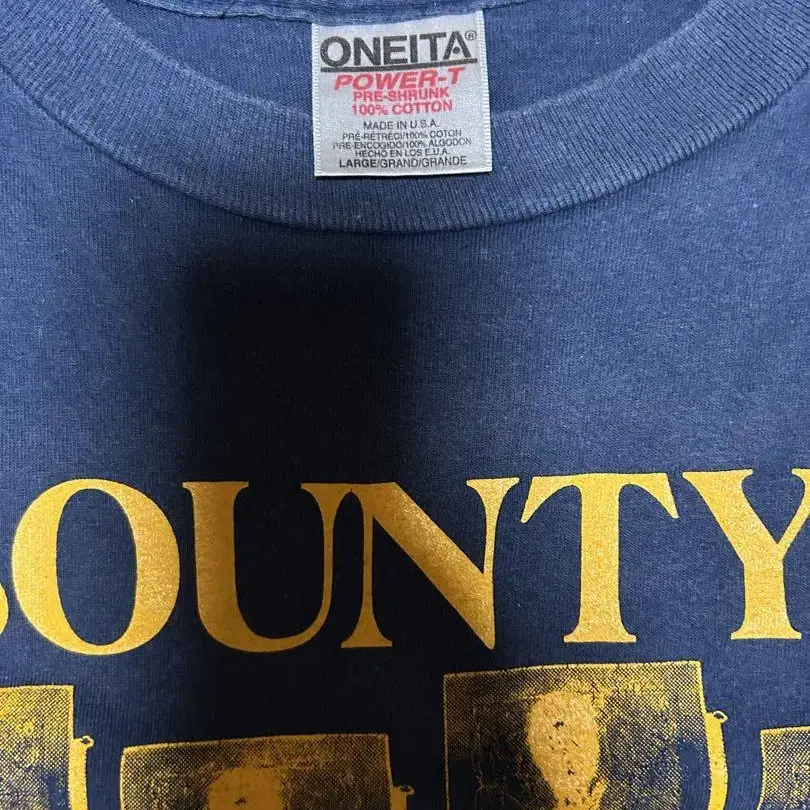 ONEITA®
POWER-T
PRE-SHRUNK
100% COTTON
MADE IN U.S.A.
PRÉ-RÉTRÉCI/100% COTON
PRE-ENCOGIDO/100% ALGODON
HECHO EN LOS E.U.A.
LARGE/GRAND/GRANDE
BOUNTY